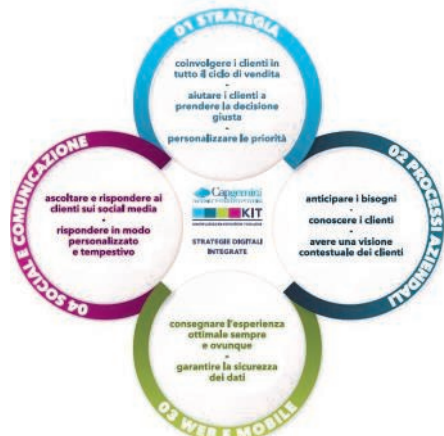 01 STRATEGIA
coinvolgere i clienti in
tutto il ciclo di vendita
-
aiutare i clienti a
prendere la decisione
giusta
-
personalizzare le priorità
02 PROCESSI AZIENDALI
anticipare i bisogni
-
conoscere i clienti
-
avere una visione
contestuale dei clienti
03 WEB E MOBILE
consegnare l'esperienza
ottimale sempre
e ovunque
-
garantire la sicurezza
dei dati
04 SOCIAL E COMUNICAZIONE
ascoltare e rispondere ai
clienti sui social media
-
rispondere in modo
personalizzato
e tempestivo
Capgemini
KIT
STRATEGIE DIGITALI
INTEGRATE